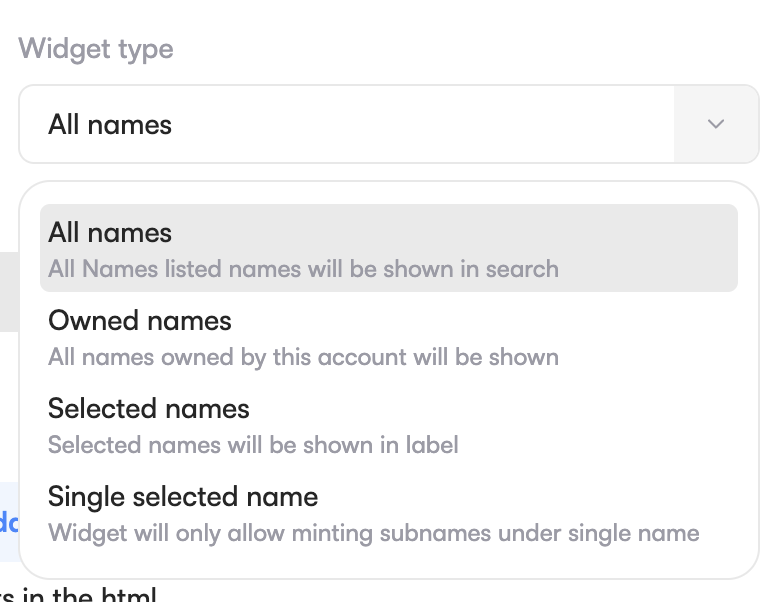 Widget type
All names
All names
All Names listed names will be shown in search
Owned names
All names owned by this account will be shown
Selected names
Selected names will be shown in label
Single selected name
Widget will only allow minting subnames under single name
in the html